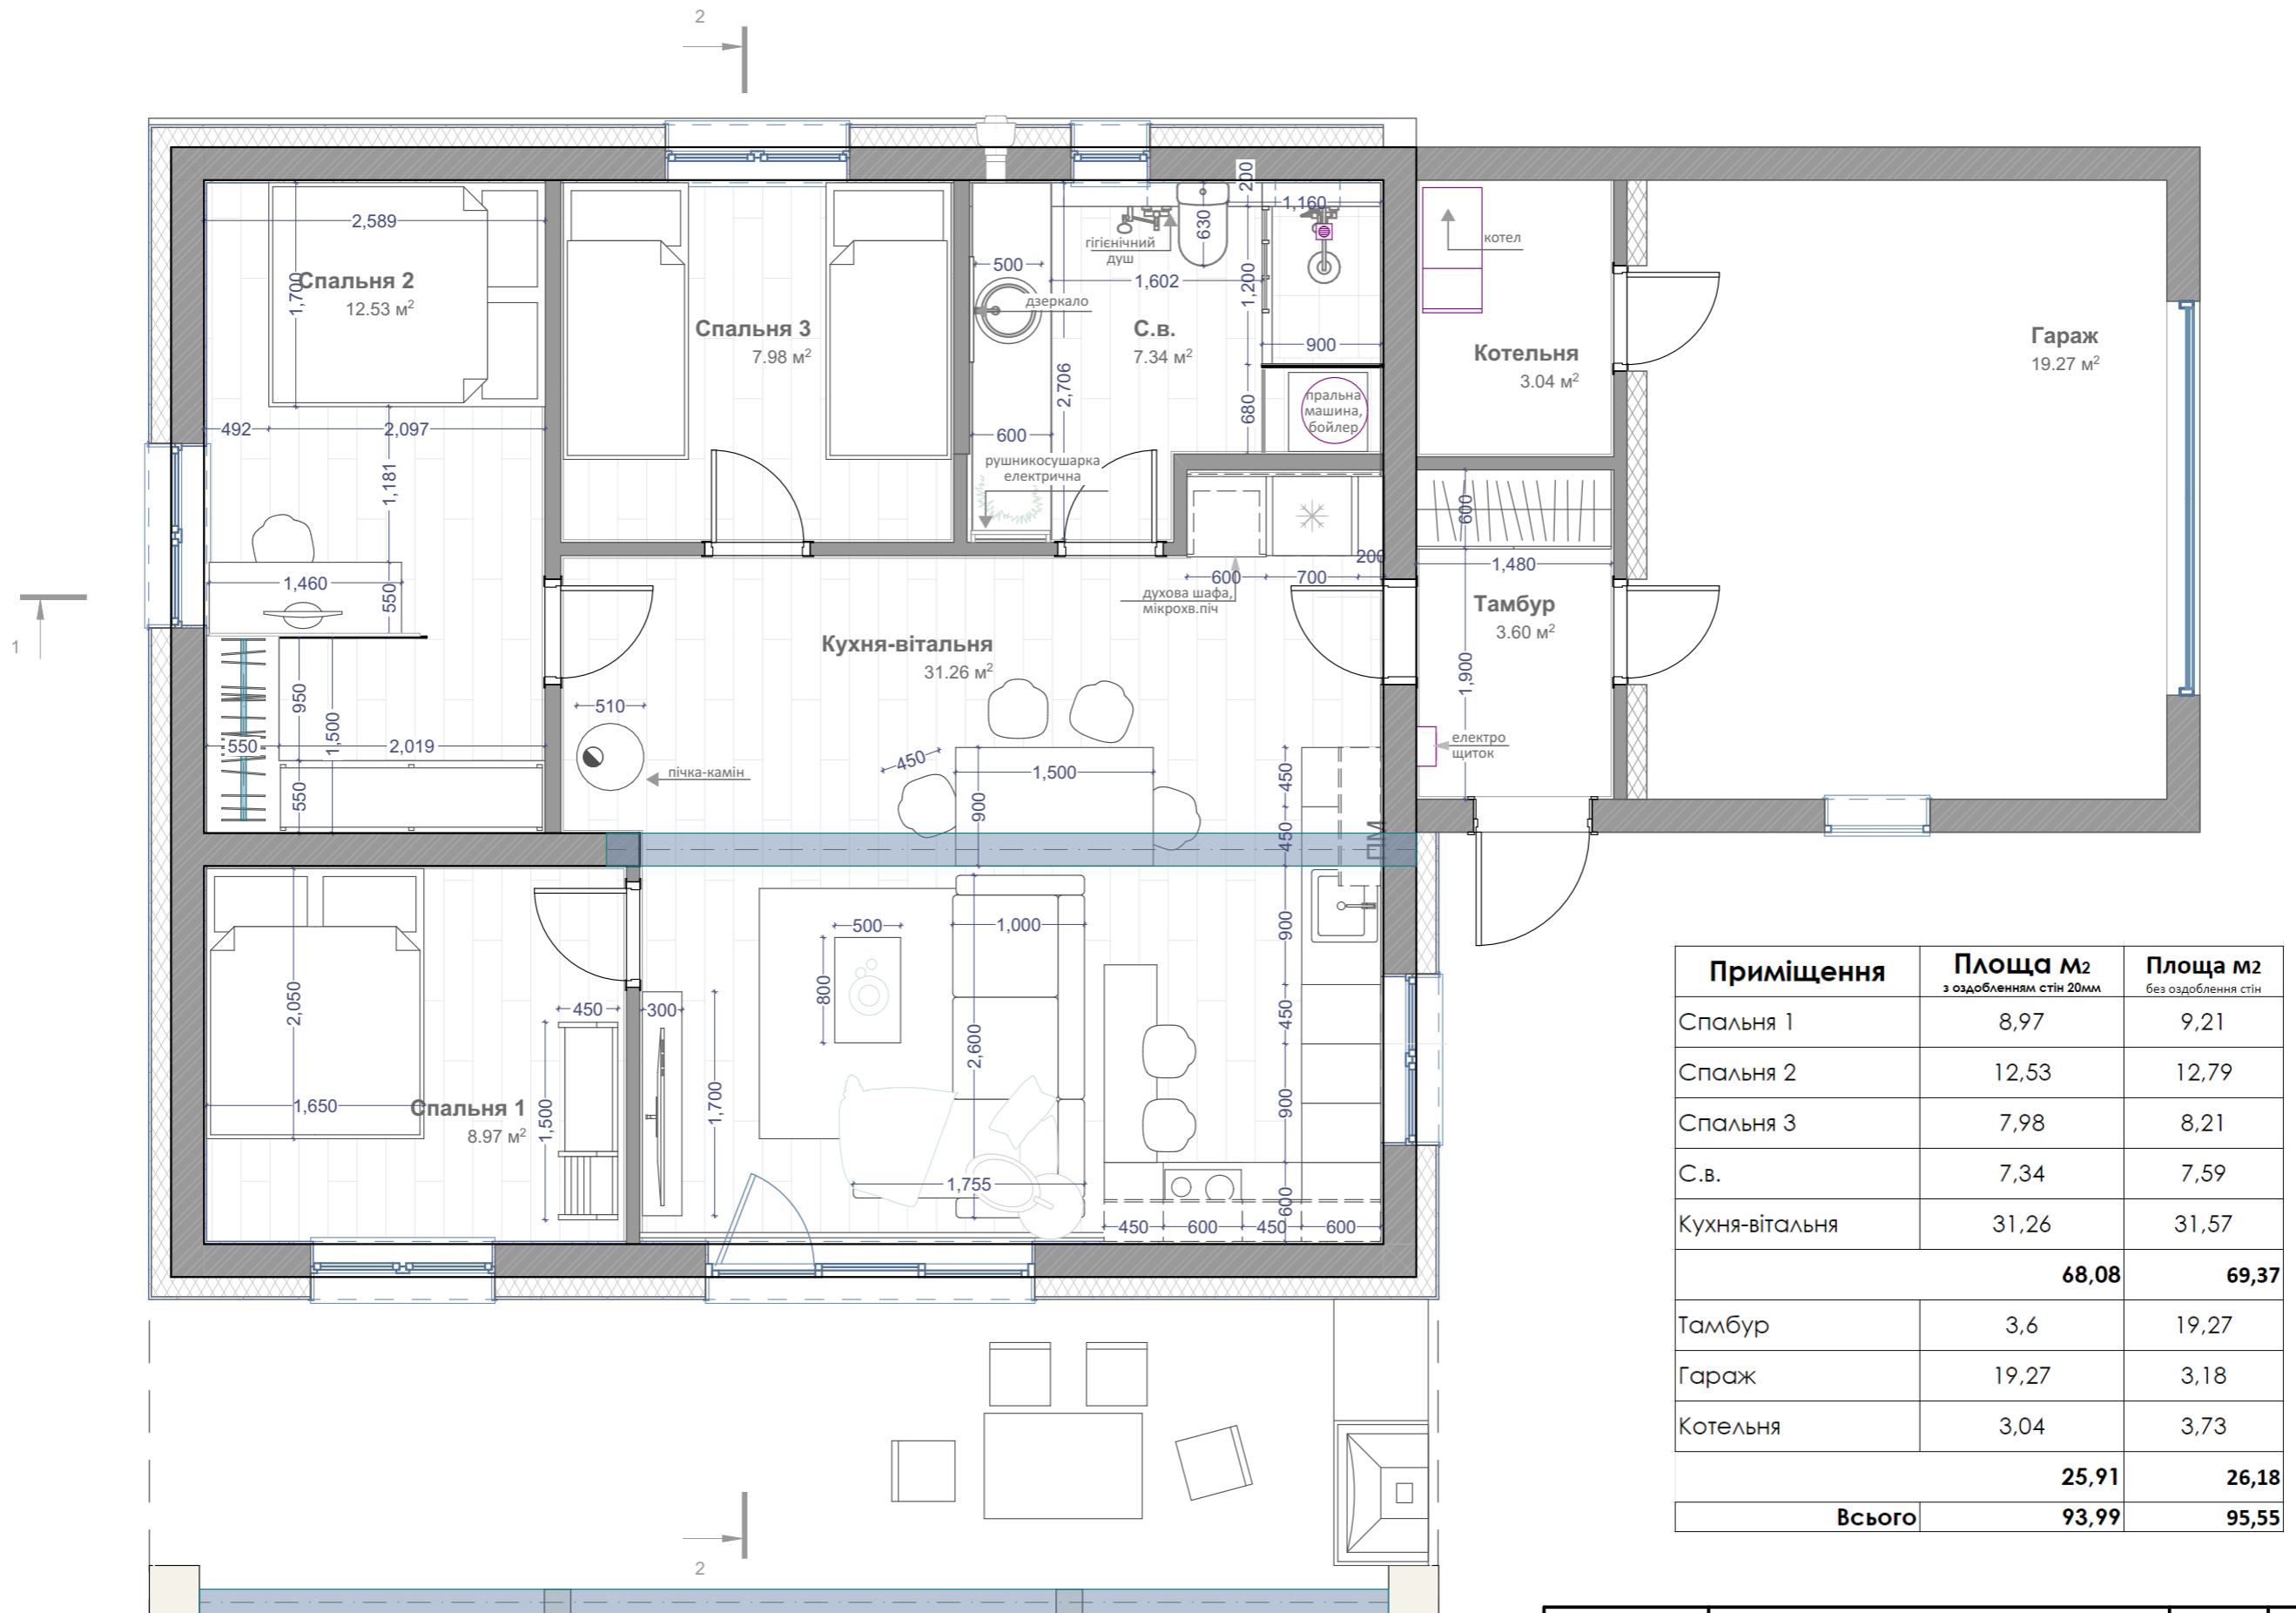 2
200
1,160
630
2,589
гігієнічний
душ
котел
500
1,602
1,200
дзеркало
Спальня 2
12.53 м²
1,700
Спальня 3
7.98 м²
С.в.
7.34 м²
900
Котельня
3.04 м²
Гараж
19.27 м²
2,706
680
пральна
машина,
бойлер
492
2,097
600
1,181
рушникосушарка
електрична
600
200
1,460
550
600
700
1,480
духова шафа,
мікрохв.піч
Тамбур
3.60 м²
1
Кухня-вітальня
31.26 м²
1,900
950
1,500
510
550
2,019
пічка-камін
450
1,500
450
електро
щиток
550
900
450
ПМ
500
1,000
900
2,050
800
450
300
450
2,600
1,650
Спальня 1
8.97 м²
1,500
1,700
900
1,755
600
450
600
450
600
2
Приміщення
Площа м2
з оздобленням стін 20мм
Площа м2
без оздоблення стін
Спальня 1 8,97 9,21
Спальня 2 12,53 12,79
Спальня 3 7,98 8,21
С.в. 7,34 7,59
Кухня-вітальня 31,26 31,57
68,08 69,37
Тамбур 3,6 19,27
Гараж 19,27 3,18
Котельня 3,04 3,73
25,91 26,18
Всього 93,99 95,55